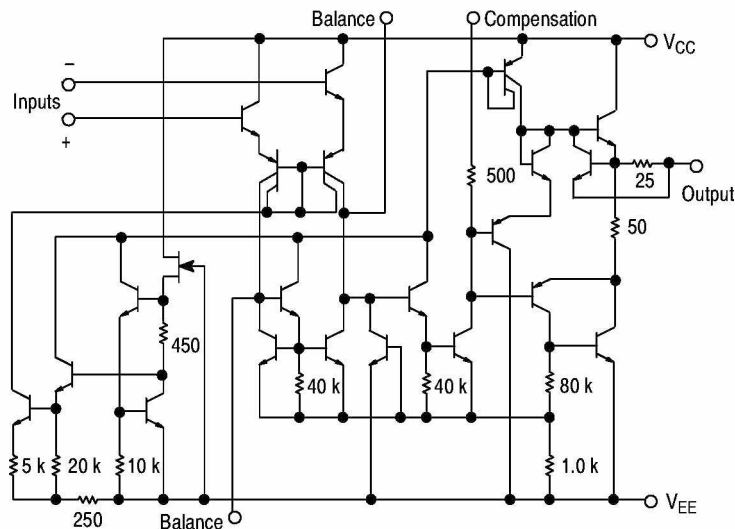 Balance
Compensation
V_CC
−
Inputs
+
500
25
Output
50
450
40 k
40 k
80 k
5 k
20 k
10 k
1.0 k
250
Balance
V_EE